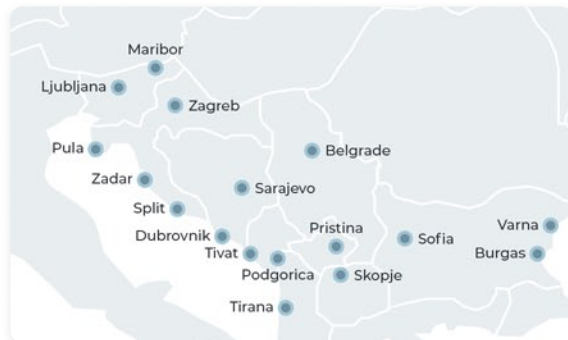 Maribor
Ljubljana
Zagreb
Pula
Belgrade
Zadar
Sarajevo
Split
Dubrovnik
Pristina
Varna
Sofia
Tivat
Burgas
Podgorica
Skopje
Tirana